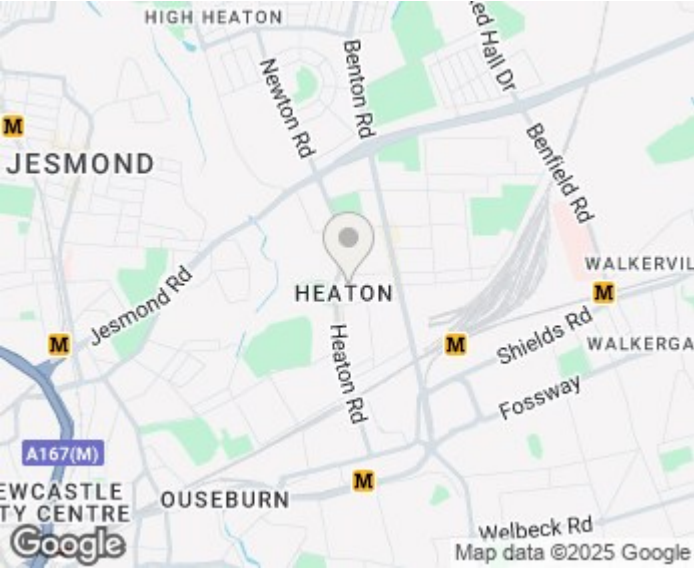 HIGH HEATON
Benton Rd
Red Hall Dr
Newton Rd
M
JESMOND
Benfield Rd
Jesmond Rd
HEATON
WALKERVIL
M
M
M
Heaton Rd
Shields Rd
WALKERGA
Fossway
A167(M)
M
EWCASTLE
TY CENTRE
OUSEBURN
Welbeck Rd
Google
Map data ©2025 Google